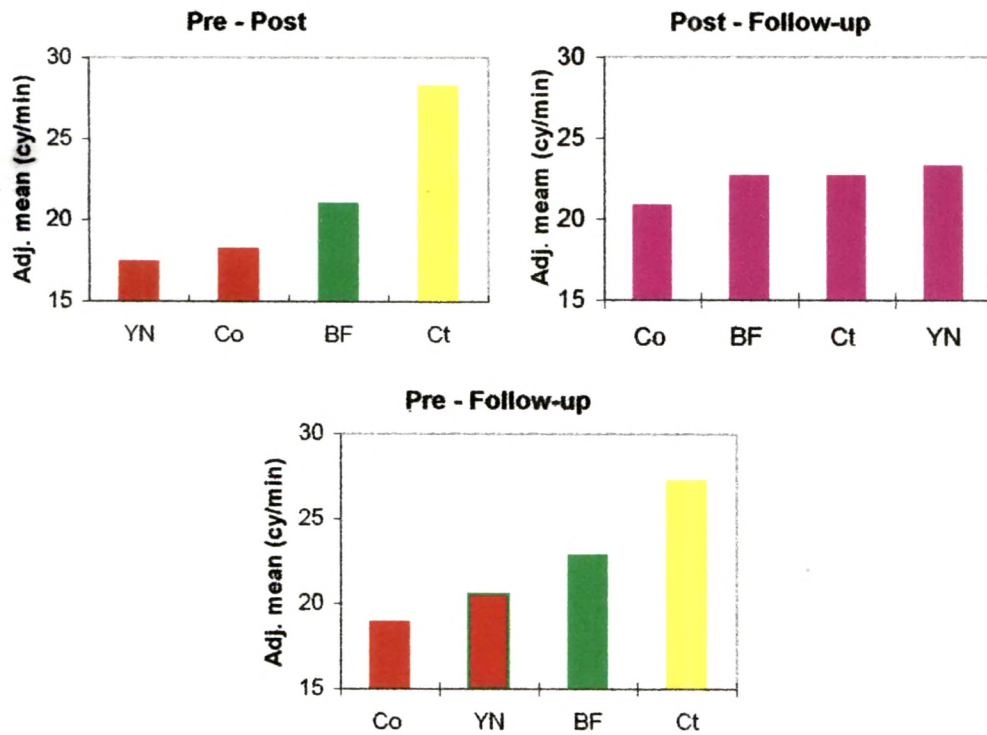 Pre - Post
Adj. mean (cy/min)
30
25
20
15
YN Co BF Ct
Post - Follow-up
Adj. meam (cy/min)
30
25
20
15
Co BF Ct YN
Pre - Follow-up
Adj. mean (cy/min)
30
25
20
15
Co YN BF Ct